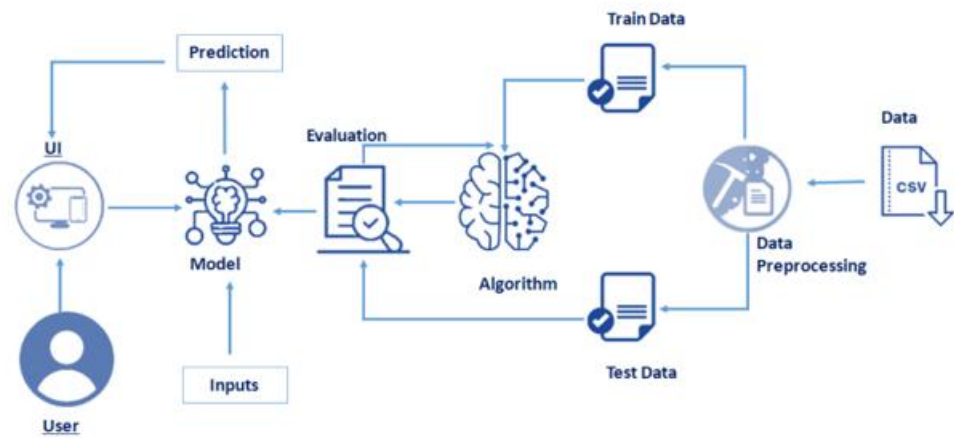 Train Data
Prediction
Evaluation
Data
UI
CSV
Model
Algorithm
Data
Preprocessing
Inputs
Test Data
User